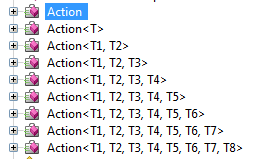 Action
Action<T>
Action<T1, T2>
Action<T1, T2, T3>
Action<T1, T2, T3, T4>
Action<T1, T2, T3, T4, T5>
Action<T1, T2, T3, T4, T5, T6>
Action<T1, T2, T3, T4, T5, T6, T7>
Action<T1, T2, T3, T4, T5, T6, T7, T8>